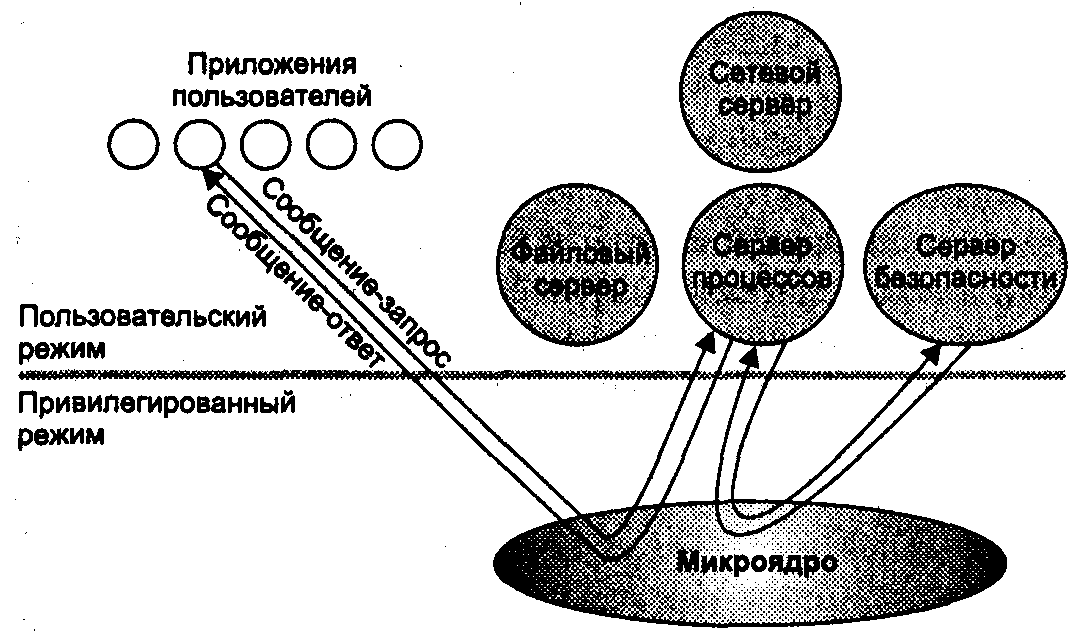 Приложения
пользователей
Сетевой
сервер
Сообщение-запрос
Сообщение-ответ
Файловый
сервер
Сервер
процессов
Сервер
безопасности
Пользовательский
режим
Привилегированный
режим
Микроядро